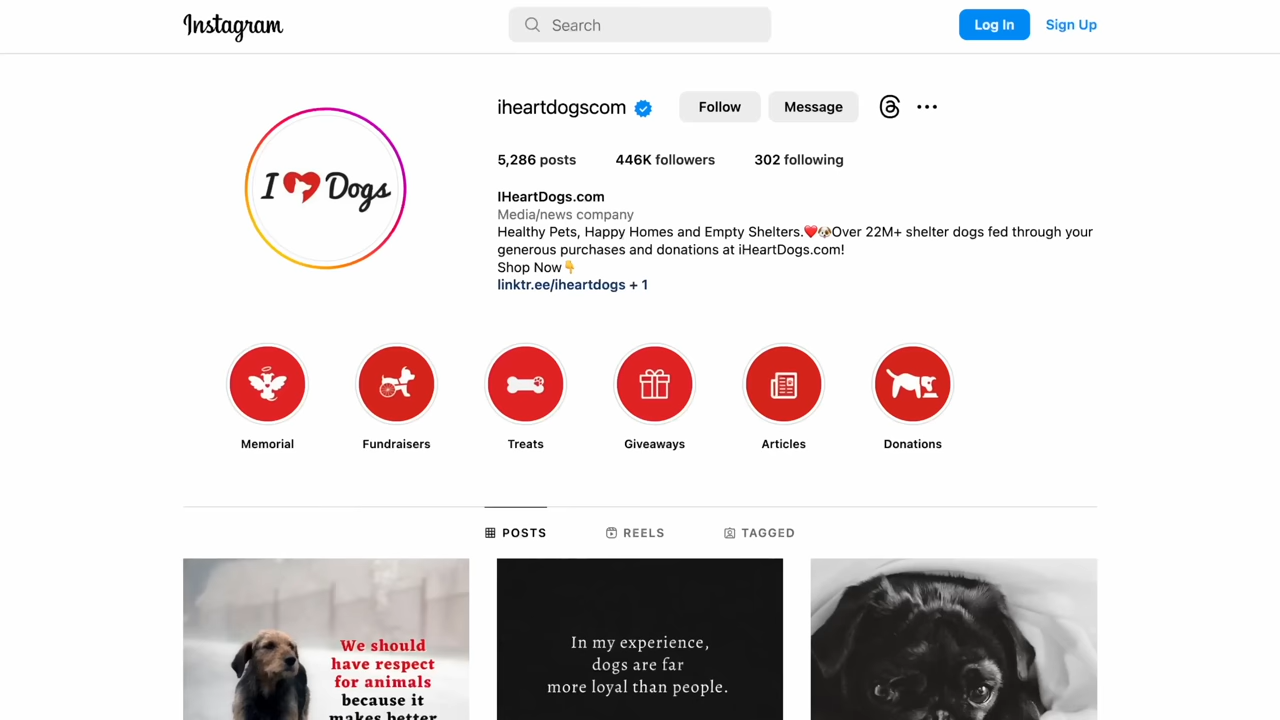 Instagram
Search
Log In
Sign Up
I Dogs
iheartdogscom
Follow
Message
5,286 posts
446K followers
302 following
IHeartDogs.com
Media/news company
Healthy Pets, Happy Homes and Empty Shelters.❤️🐶Over 22M+ shelter dogs fed through your
generous purchases and donations at iHeartDogs.com!
Shop Now👇
linktr.ee/iheartdogs + 1
Memorial
Fundraisers
Treats
Giveaways
Articles
Donations
POSTS
REELS
TAGGED
We should
have respect
for animals
because it
makes better
In my experience,
dogs are far
more loyal than people.